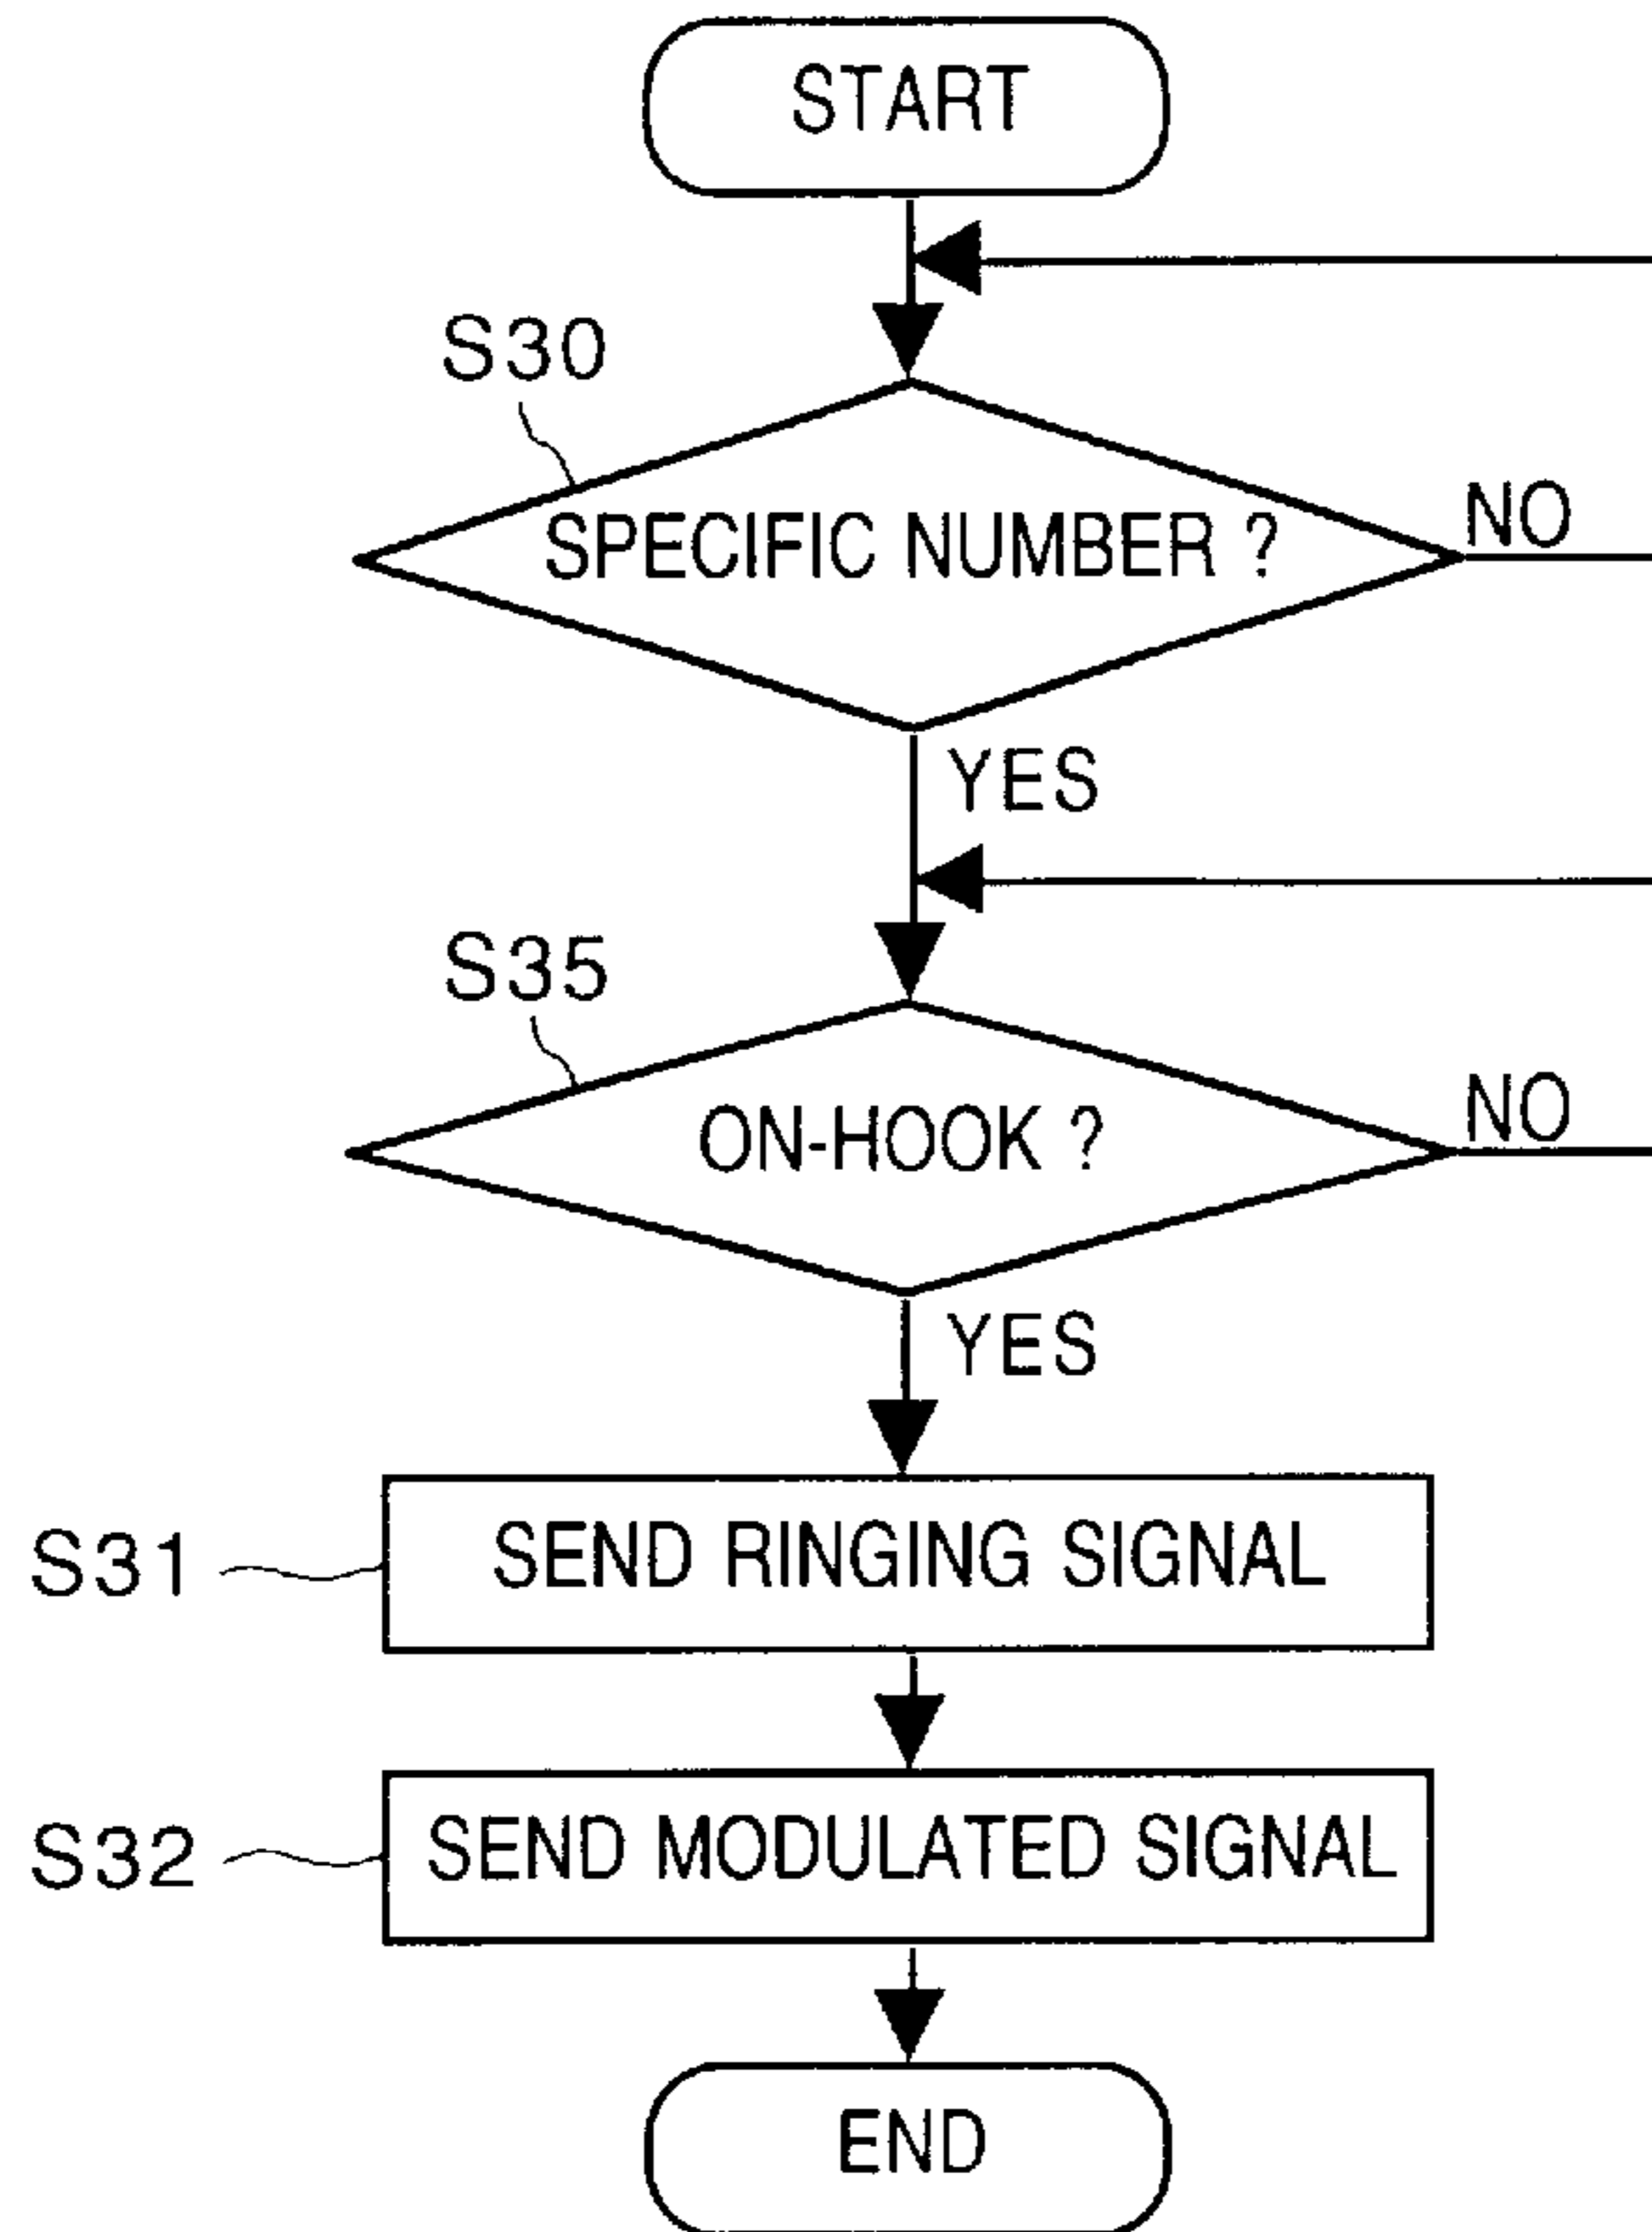 START
S30
SPECIFIC NUMBER ?
NO
YES
S35
ON-HOOK ?
NO
YES
S31
SEND RINGING SIGNAL
S32
SEND MODULATED SIGNAL
END